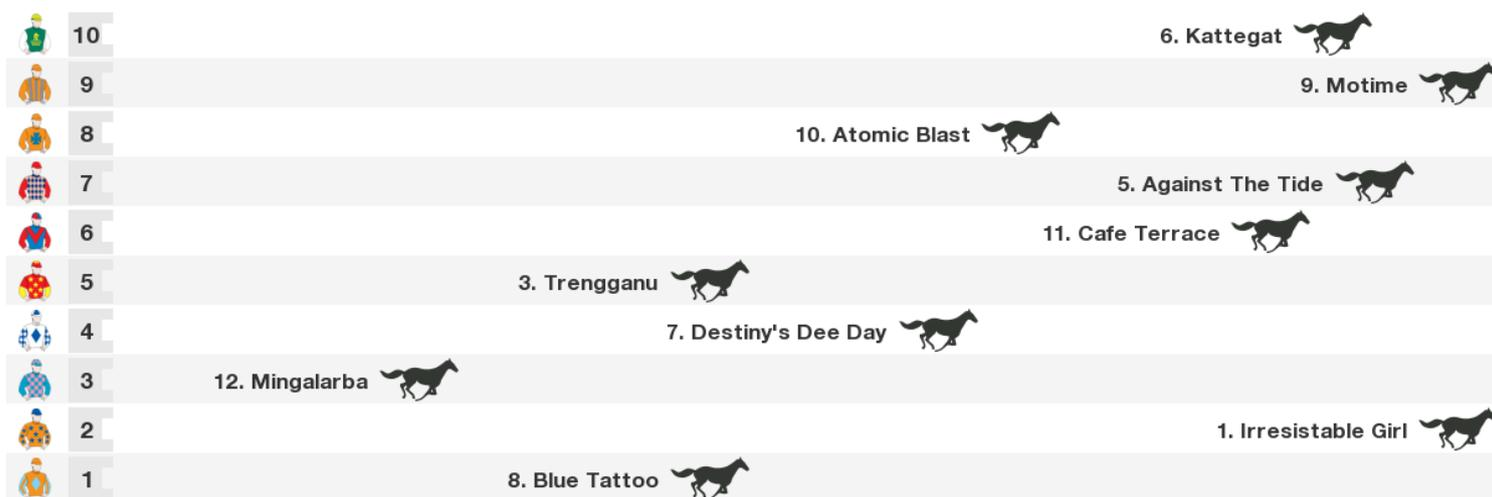 10 6. Kattegat
9 9. Motime
8 10. Atomic Blast
7 5. Against The Tide
6 11. Cafe Terrace
5 3. Trengganu
4 7. Destiny's Dee Day
3 12. Mingalarba
2 1. Irresistable Girl
1 8. Blue Tattoo